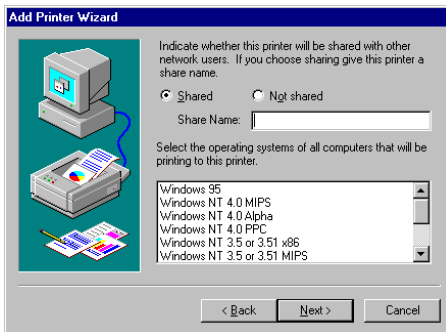 Add Printer Wizard
Indicate whether this printer will be shared with other
network users. If you choose sharing give this printer a
share name.
Shared
Not shared
Share Name:
Select the operating systems of all computers that will be
printing to this printer.
Windows 95
Windows NT 4.0 MIPS
Windows NT 4.0 Alpha
Windows NT 4.0 PPC
Windows NT 3.5 or 3.51 x86
Windows NT 3.5 or 3.51 MIPS
< Back
Next >
Cancel